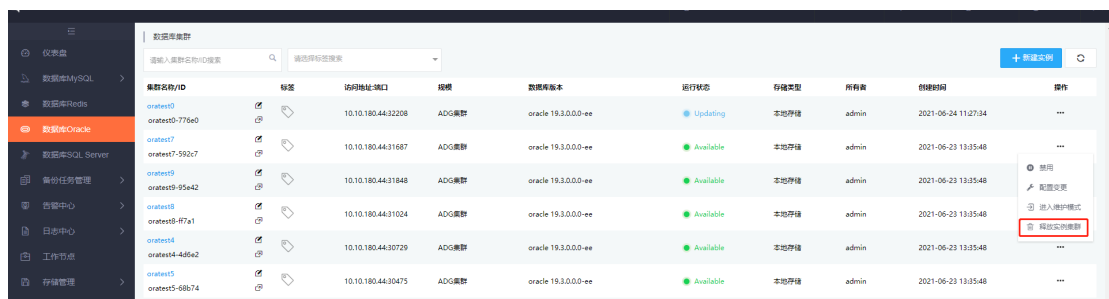 数据库集群
仪表盘
请输入集群名称/ID搜索
请选择标签搜索
新建实例
数据库MySQL
集群名称/ID 标签 访问地址:端口 规模 数据库版本 运行状态 存储类型 所有者 创建时间 操作
数据库Redis
oratest0
oratest0-776e0
10.10.180.44:32208 ADG集群 oracle 19.3.0.0.0-ee Updating 本地存储 admin 2021-06-24 11:27:34 ···
数据库Oracle
oratest7
oratest7-592c7
10.10.180.44:31687 ADG集群 oracle 19.3.0.0.0-ee Available 本地存储 admin 2021-06-23 13:35:48 ···
数据库SQL Server
禁用
配置变更
进入维护模式
释放实例集群
备份任务管理
oratest9
oratest9-95e42
10.10.180.44:31848 ADG集群 oracle 19.3.0.0.0-ee Available 本地存储 admin 2021-06-23 13:35:48
告警中心
oratest8
oratest8-ff7a1
10.10.180.44:31024 ADG集群 oracle 19.3.0.0.0-ee Available 本地存储 admin 2021-06-23 13:35:48
日志中心
oratest4
oratest4-4d6e2
10.10.180.44:30729 ADG集群 oracle 19.3.0.0.0-ee Available 本地存储 admin 2021-06-23 13:35:48 ···
工作节点
oratest5
oratest5-68b74
10.10.180.44:30475 ADG集群 oracle 19.3.0.0.0-ee Available 本地存储 admin 2021-06-23 13:35:48 ···
存储管理